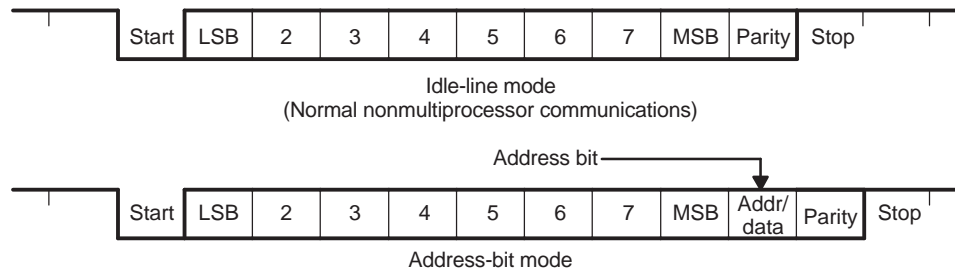 Start LSB 2 3 4 5 6 7 MSB Parity Stop
Idle-line mode
(Normal nonmultiprocessor communications)
Address bit
Start LSB 2 3 4 5 6 7 MSB Addr/ data Parity Stop
Address-bit mode